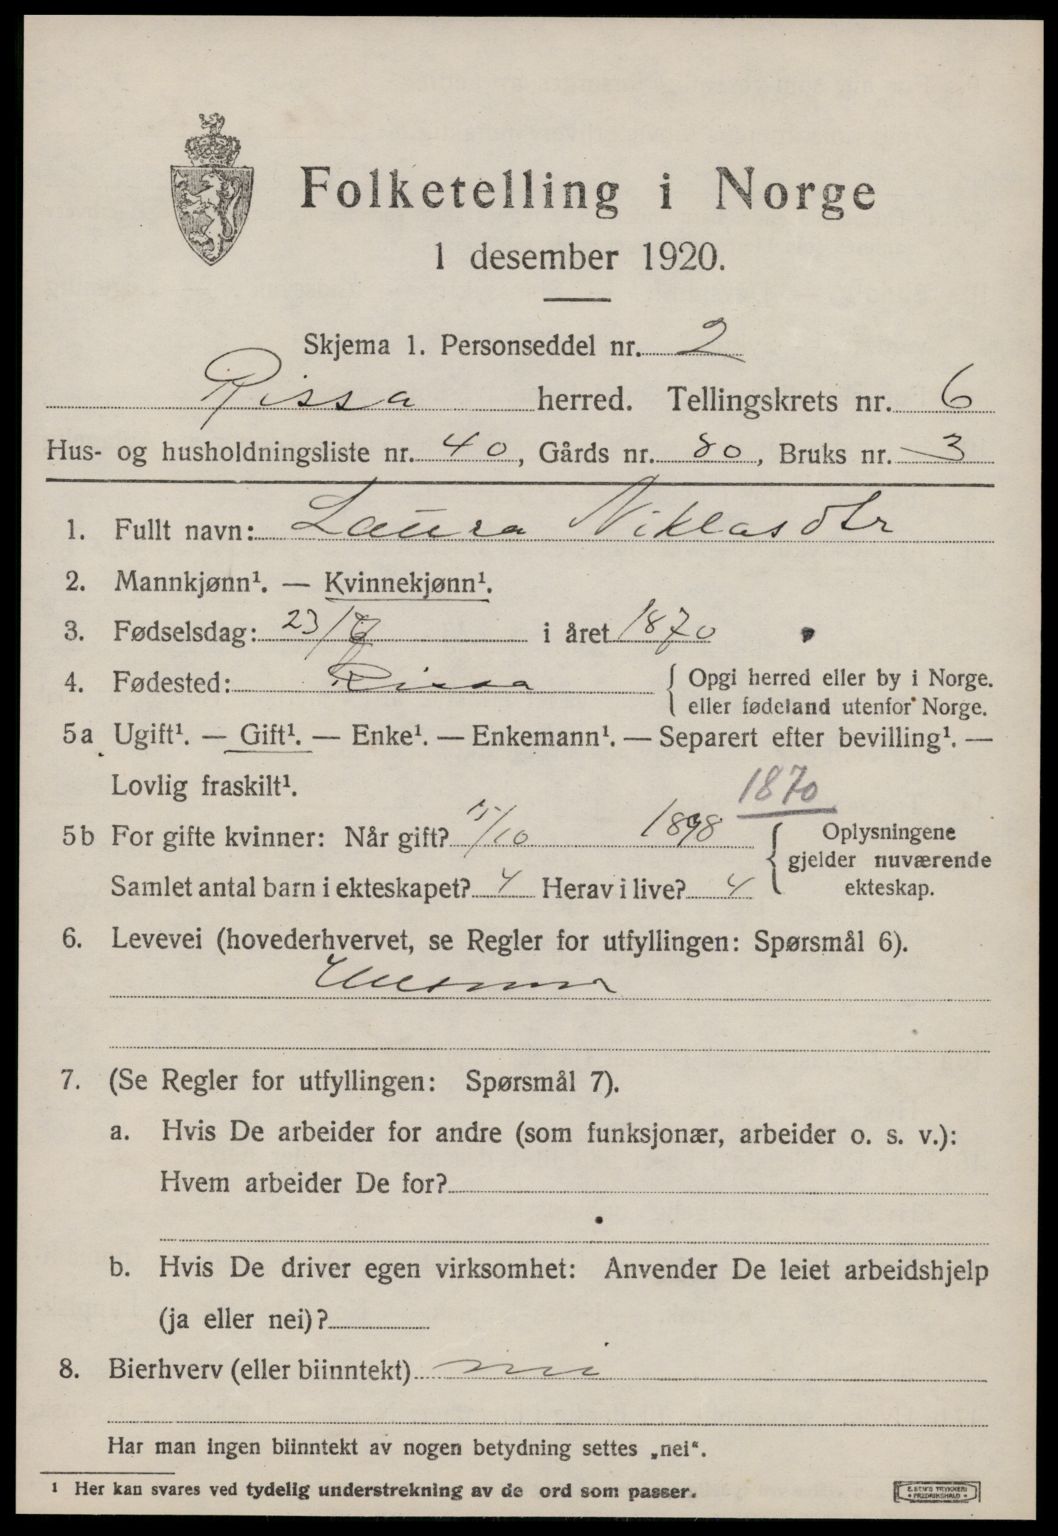 Folketelling i Norge
1 desember 1920.
Skjema 1. Personseddel nr. 2
Rissa herred. Tellingskrets nr. 6
Hus- og husholdningsliste nr. 40, Gårds nr. 80, Bruks nr. 3
1. Fullt navn: Laura Niklasdtr
2. Mannkjønn¹. — Kvinnekjønn¹.
3. Fødselsdag: 23/ i året 1870
4. Fødested: Rissa { Opgi herred eller by i Norge.
eller fødeland utenfor Norge.
5a Ugift¹. — Gift¹. — Enke¹. — Enkemann¹. — Separert efter bevilling¹. —
Lovlig fraskilt¹.
1870
5b For gifte kvinner: Når gift? /10 1898 { Oplysningene
gjelder nuværende
Samlet antal barn i ekteskapet? 4 Herav i live? 4 ekteskap.
6. Levevei (hovederhvervet, se Regler for utfyllingen: Spørsmål 6).
7. (Se Regler for utfyllingen: Spørsmål 7).
a. Hvis De arbeider for andre (som funksjonær, arbeider o. s. v.):
Hvem arbeider De for?
b. Hvis De driver egen virksomhet: Anvender De leiet arbeidshjelp
(ja eller nei)?
8. Bierhverv (eller biinntekt) nei
Har man ingen biinntekt av nogen betydning settes „nei“.
¹ Her kan svares ved tydelig understrekning av de ord som passer.